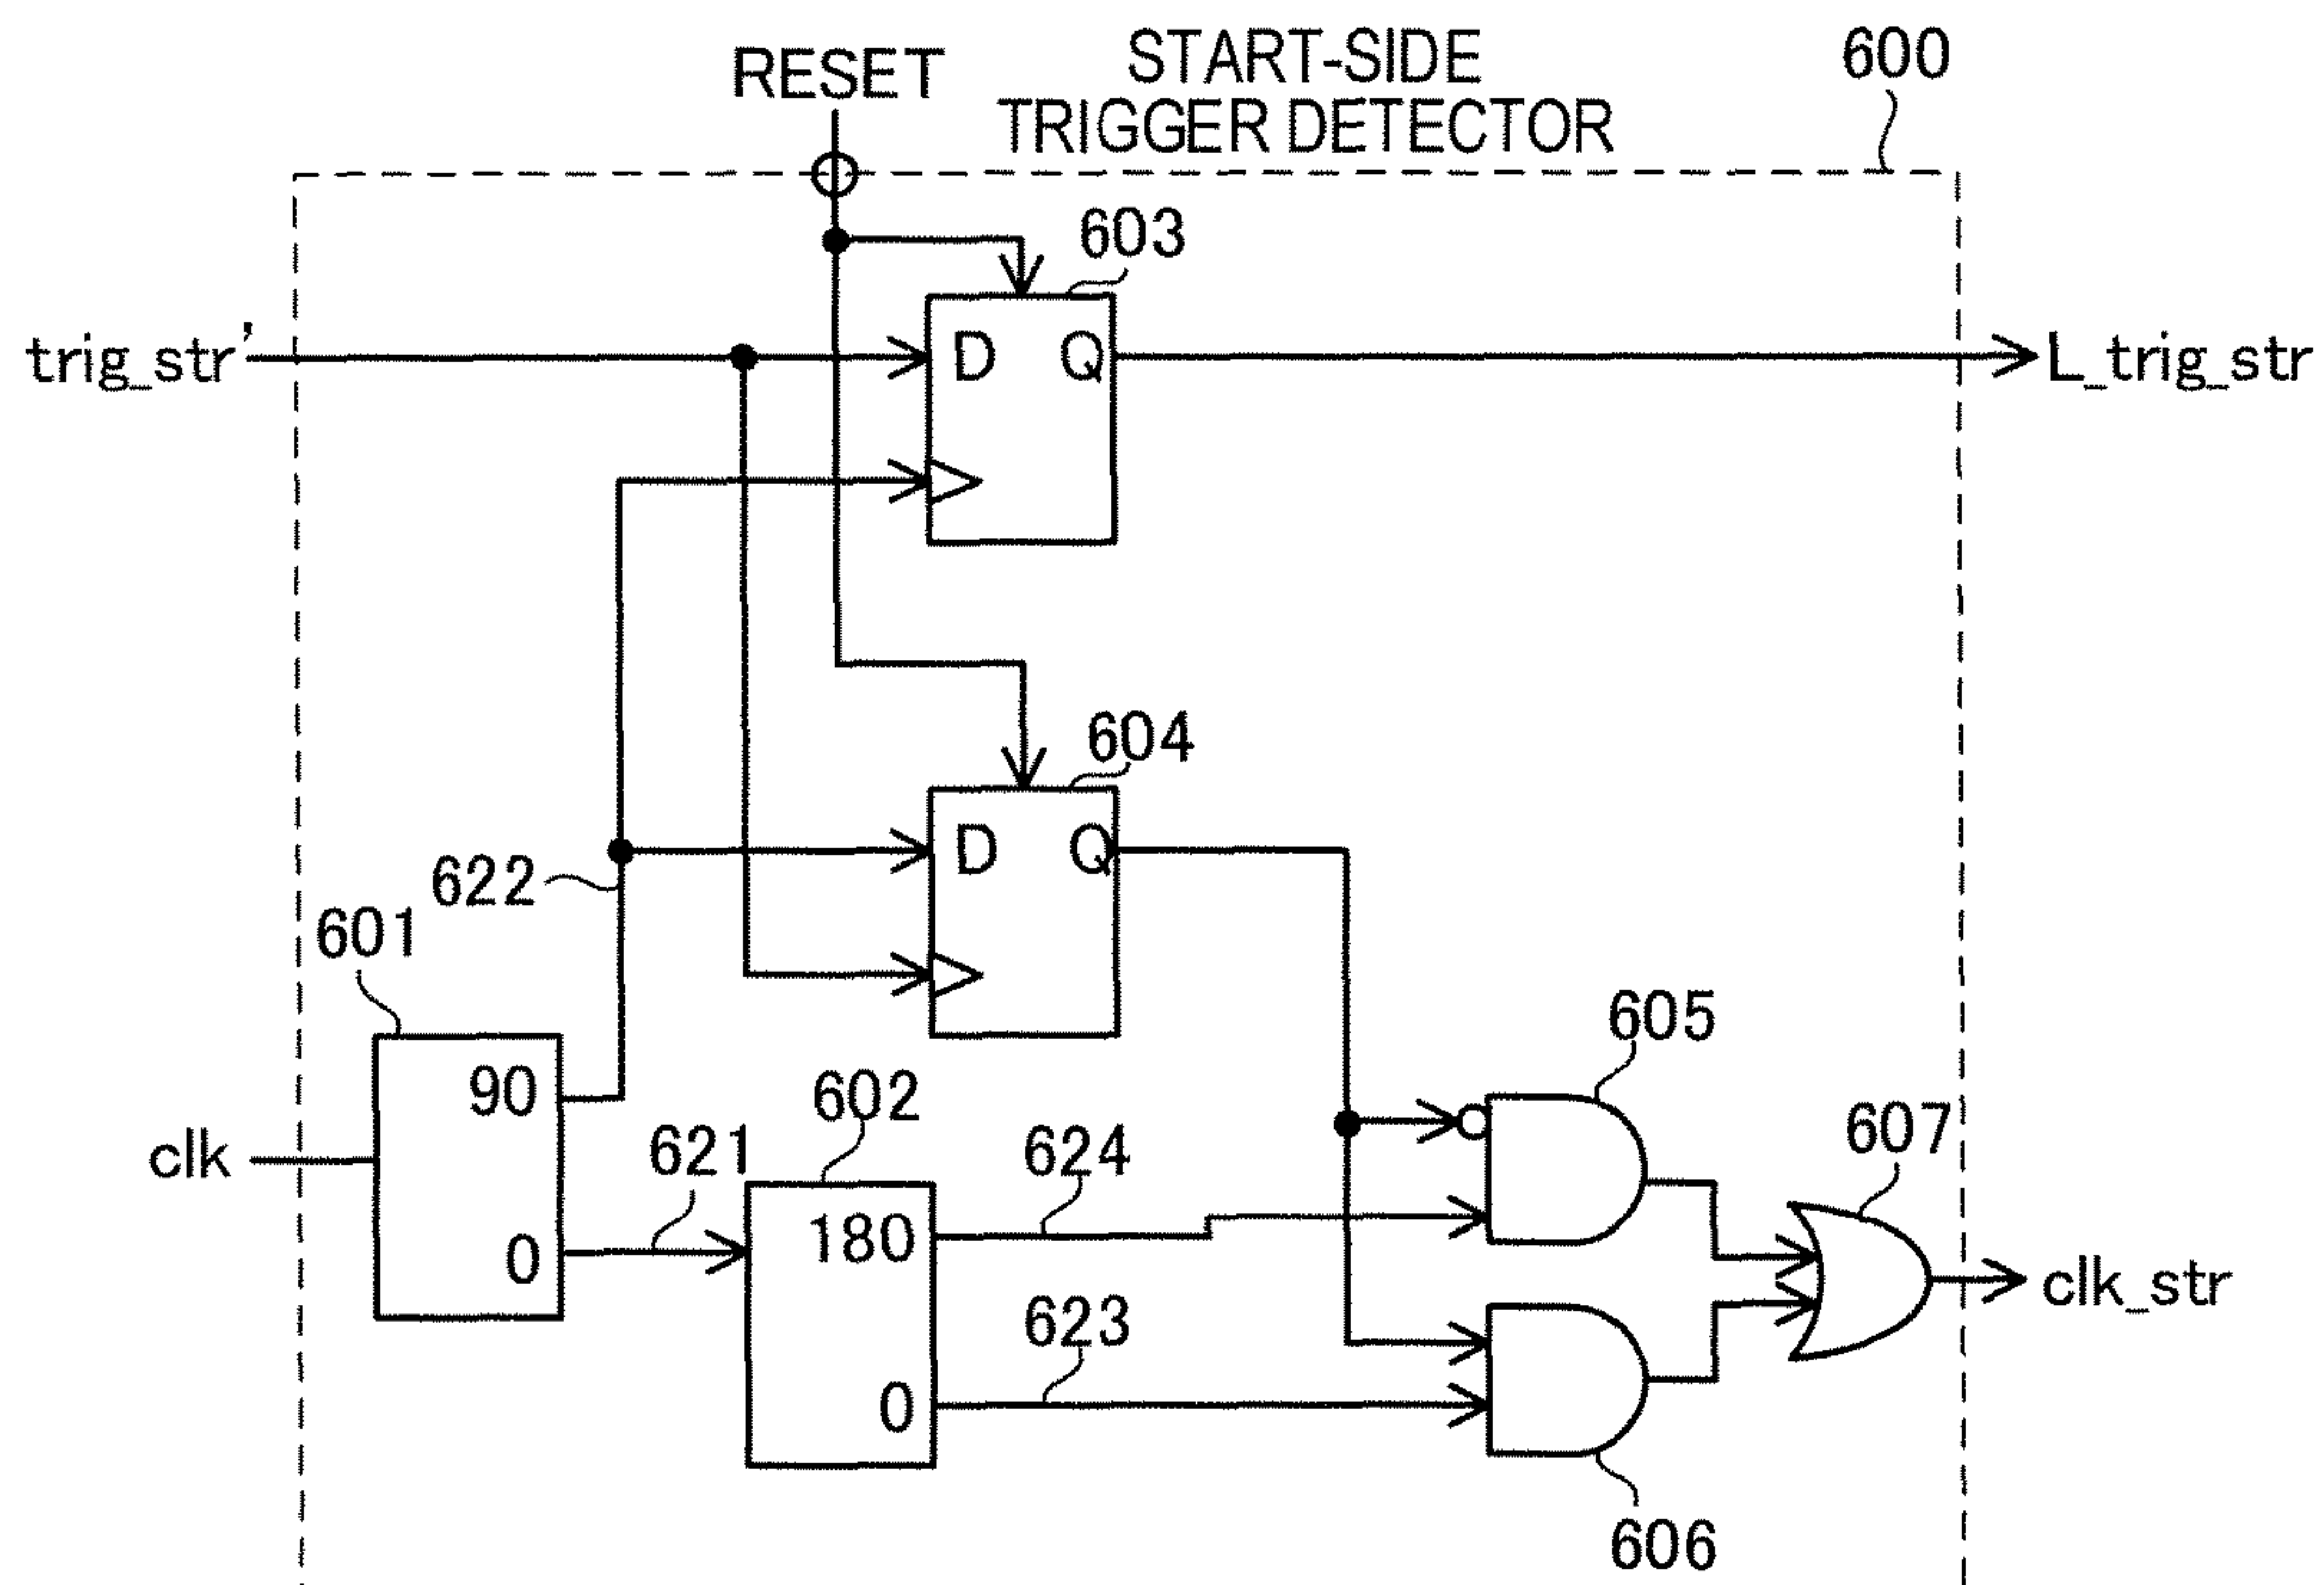 RESET
START-SIDE
TRIGGER DETECTOR
600
603
trig_str'
D Q
L_trig_str
604
D Q
622
601
605
90
602
607
clk
621
624
180
0
clk_str
623
0
606